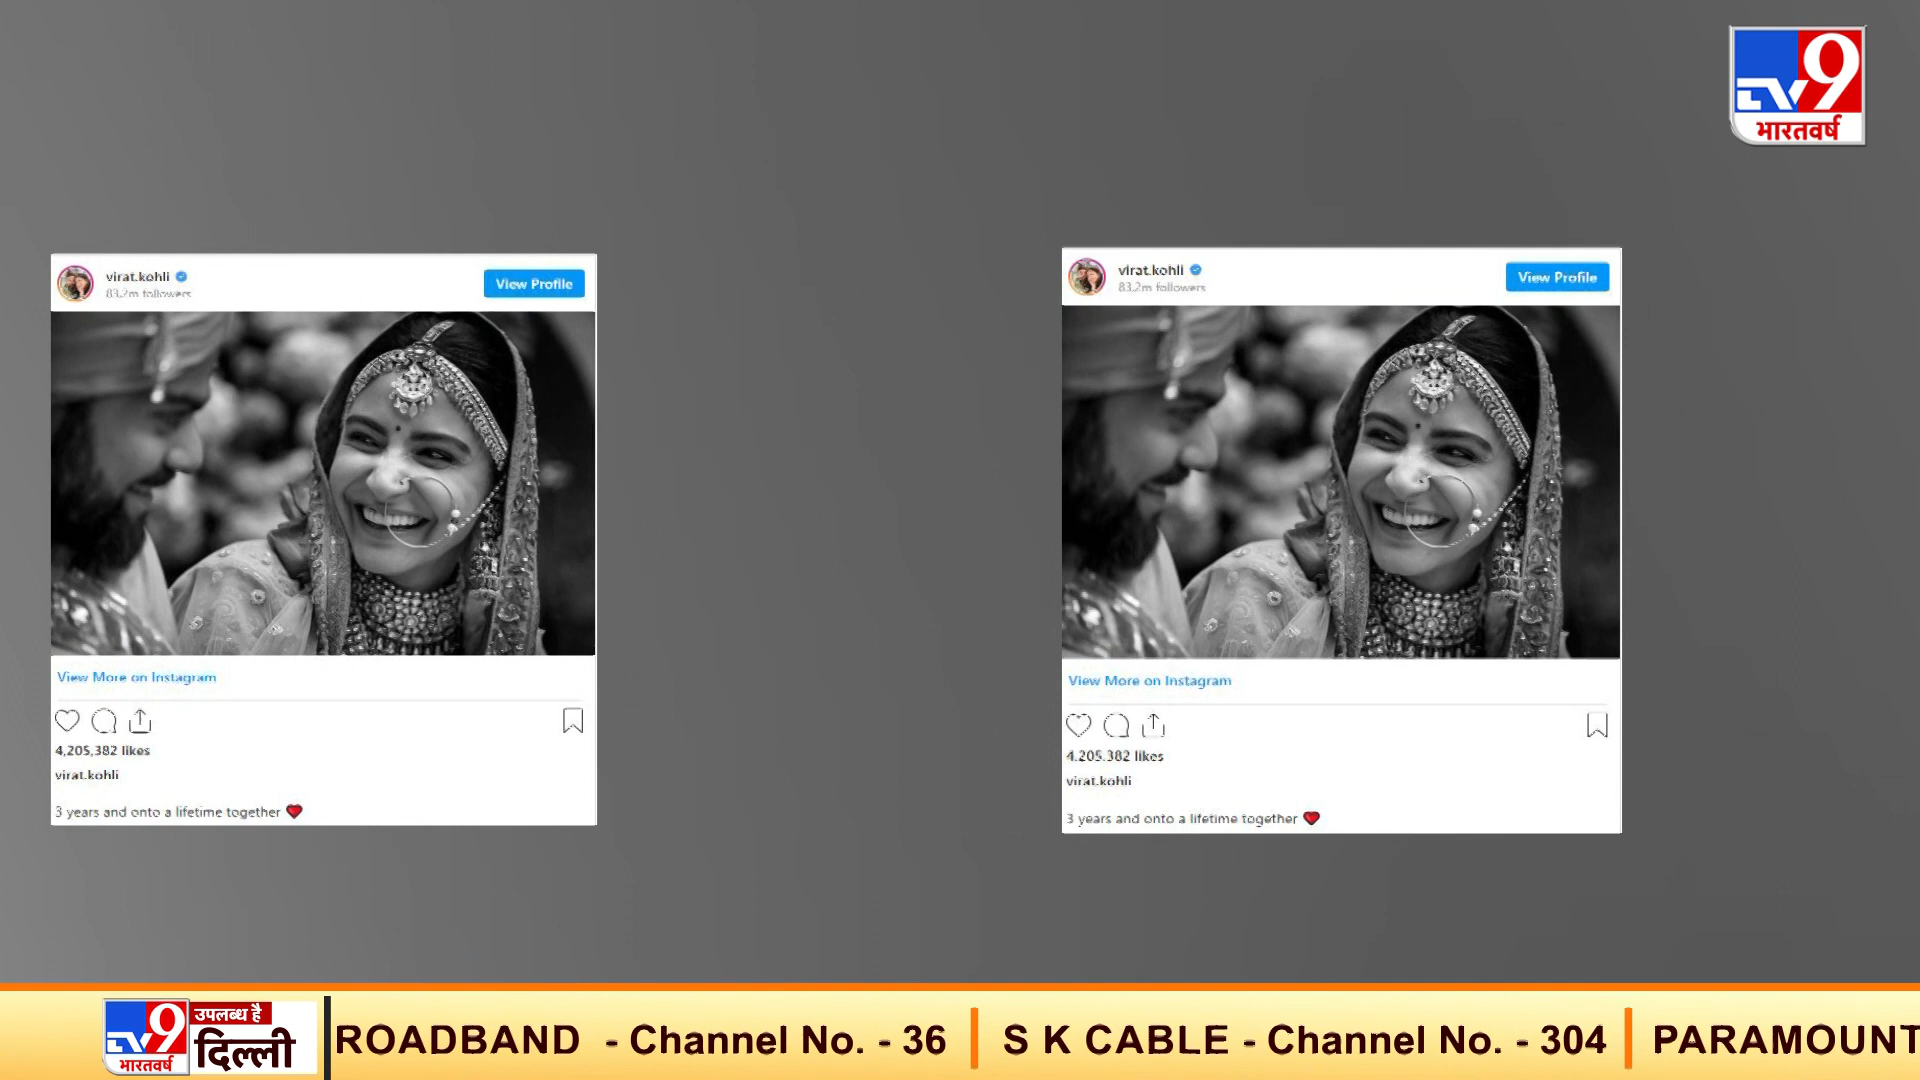 TV9
भारतवर्ष
virat.kohli
83.2m followers
View Profile
View More on Instagram
4,205,382 likes
virat.kohli
3 years and onto a lifetime together ❤
virat.kohli
83.2m followers
View Profile
View More on Instagram
4,205,382 likes
virat.kohli
3 years and onto a lifetime together ❤
TV9
भारतवर्ष
उपलब्ध है
दिल्ली
ROADBAND - Channel No. - 36 | S K CABLE - Channel No. - 304 | PARAMOUNT